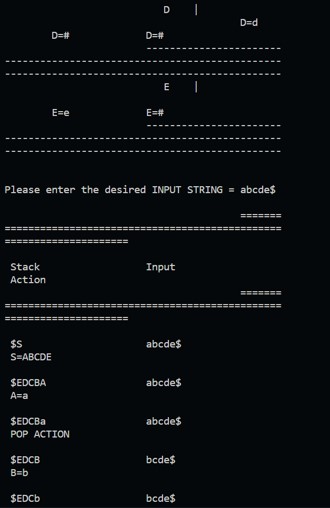 D |
D=d
D=# D=#
-----------------------
-----------------------------------------------
-----------------------------------------------
E |
E=e E=#
-----------------------
-----------------------------------------------
-----------------------------------------------
Please enter the desired INPUT STRING = abcde$
=======
===============================================
=====================
Stack Input
Action
=======
===============================================
=====================
$S abcde$
S=ABCDE
$EDCBA abcde$
A=a
$EDCBa abcde$
POP ACTION
$EDCB bcde$
B=b
$EDCb bcde$